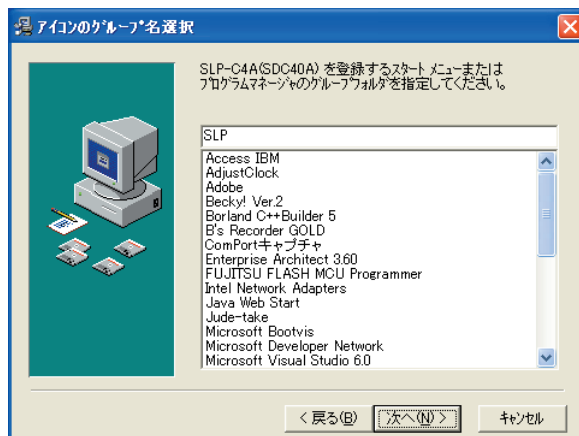 アイコンのグループ名選択
SLP-C4A(SDC40A) を登録するスタート メニューまたは
プログラムマネージャのグループフォルダを指定してください。
SLP
Access IBM
AdjustClock
Adobe
Becky! Ver.2
Borland C++Builder 5
B's Recorder GOLD
ComPortキャプチャ
Enterprise Architect 3.60
FUJITSU FLASH MCU Programmer
Intel Network Adapters
Java Web Start
Jude-take
Microsoft Bootvis
Microsoft Developer Network
Microsoft Visual Studio 6.0
< 戻る(B)
次へ(N) >
キャンセル